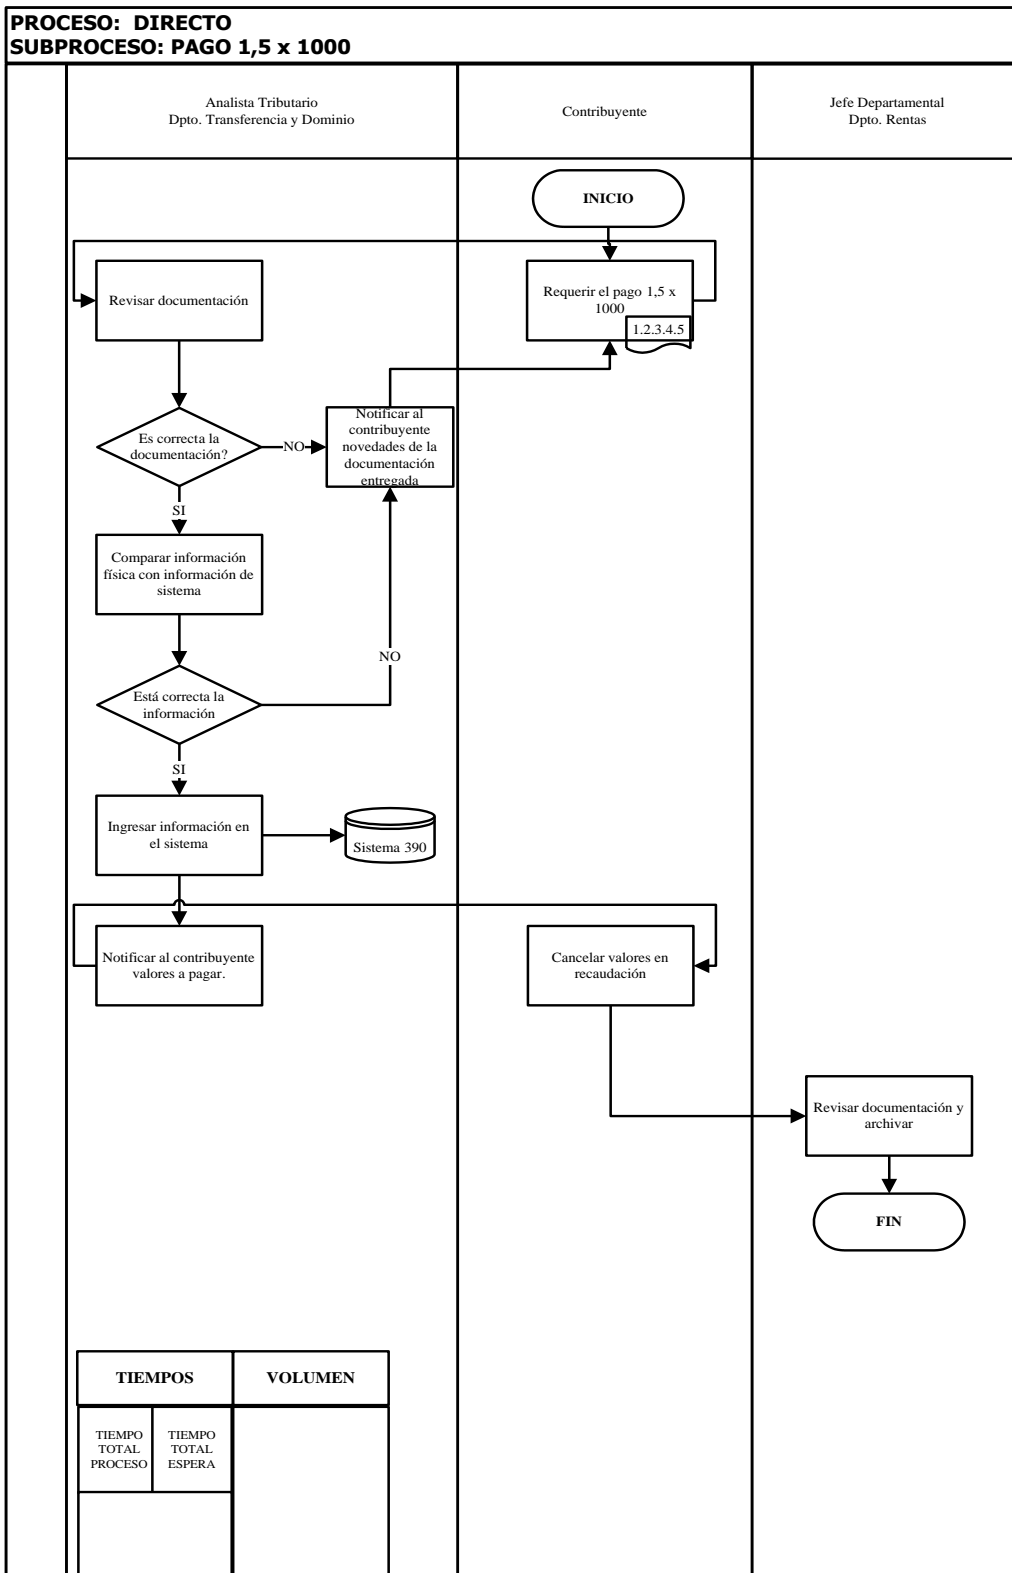 PROCESO: DIRECTO
SUBPROCESO: PAGO 1,5 x 1000
Analista Tributario
Dpto. Transferencia y Dominio
Contribuyente
Jefe Departamental
Dpto. Rentas
INICIO
Revisar documentación
Requerir el pago 1,5 x
1000
1.2.3.4.5
Es correcta la
documentación?
NO
Notificar al
contribuyente
novedades de la
documentación
entregada
SI
Comparar información
física con información de
sistema
NO
Está correcta la
información
SI
Ingresar información en
el sistema
Sistema 390
Notificar al contribuyente
valores a pagar.
Cancelar valores en
recaudación
Revisar documentación y
archivar
FIN
TIEMPOS
VOLUMEN
TIEMPO
TOTAL
PROCESO
TIEMPO
TOTAL
ESPERA